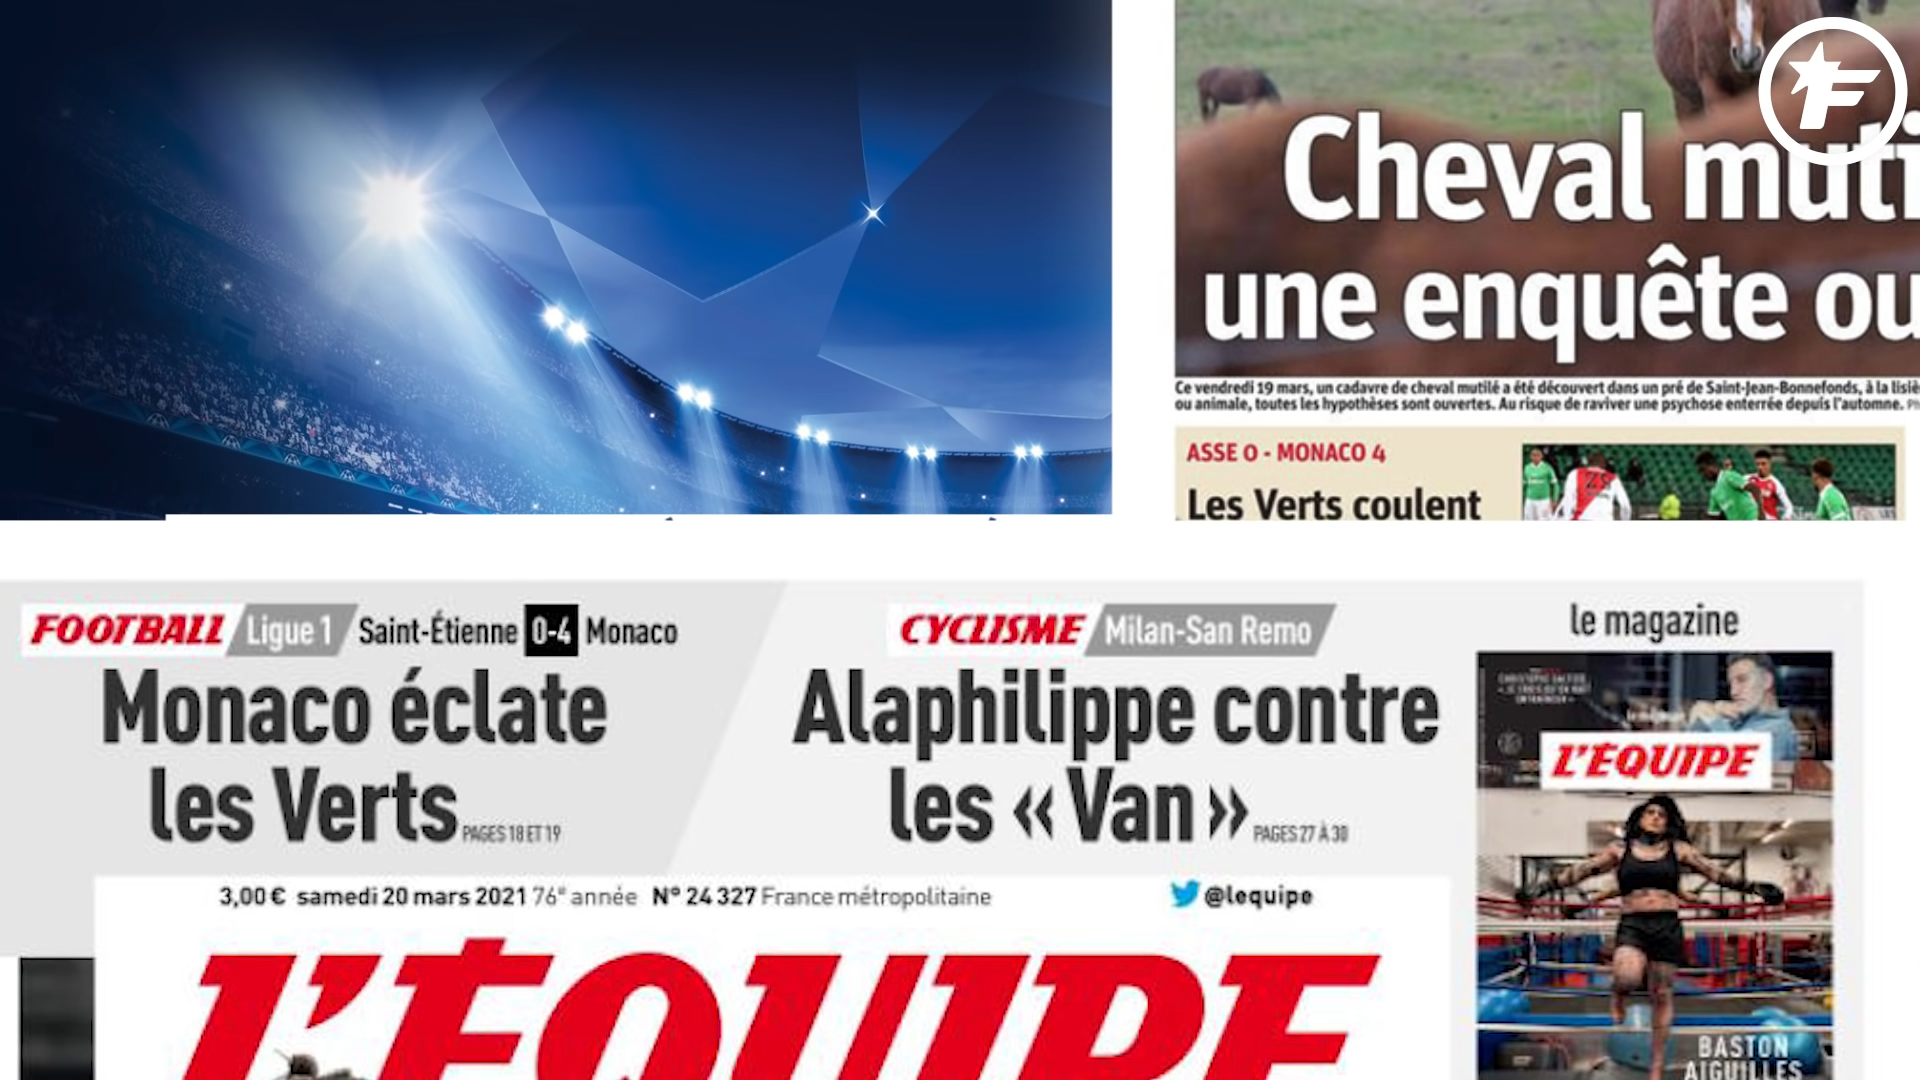 Cheval muti
une enquête ou
Ce vendredi 19 mars, un cadavre de cheval mutilé a été découvert dans un pré de Saint-Jean-Bonnefonds, à la lisiè
ou animale, toutes les hypothèses sont ouvertes. Au risque de raviver une psychose enterrée depuis l'automne.
ASSE 0 - MONACO 4
Les Verts coulent
FOOTBALL Ligue 1 Saint-Étienne 0-4 Monaco
Monaco éclate
les Verts PAGES 18 ET 19
CYCLISME Milan-San Remo
Alaphilippe contre
les « Van » PAGES 27 À 30
le magazine
L'ÉQUIPE
BASTON
AIGUILLES
3,00 € samedi 20 mars 2021 76e année N° 24 327 France métropolitaine @lequipe
L'ÉQUIPE